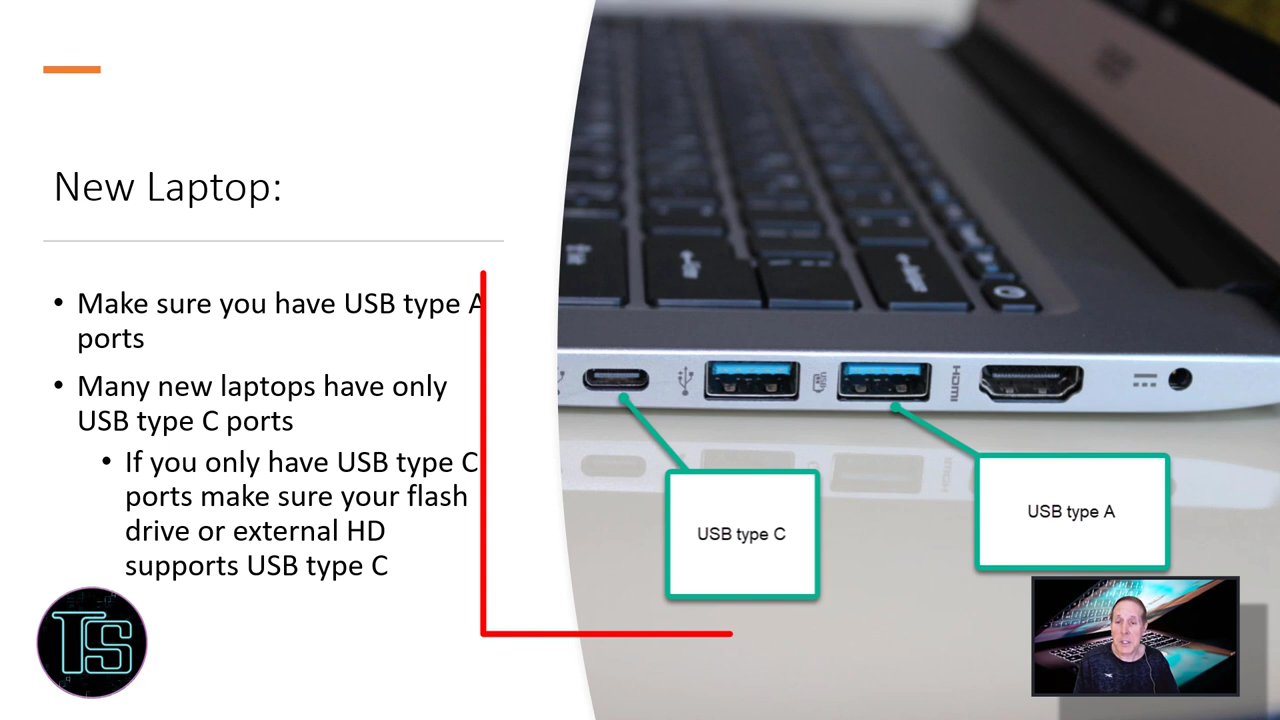 New Laptop:
• Make sure you have USB type A
ports
• Many new laptops have only
USB type C ports
• If you only have USB type C
ports make sure your flash
drive or external HD
supports USB type C
USB type C
USB type A
HDMI
TS